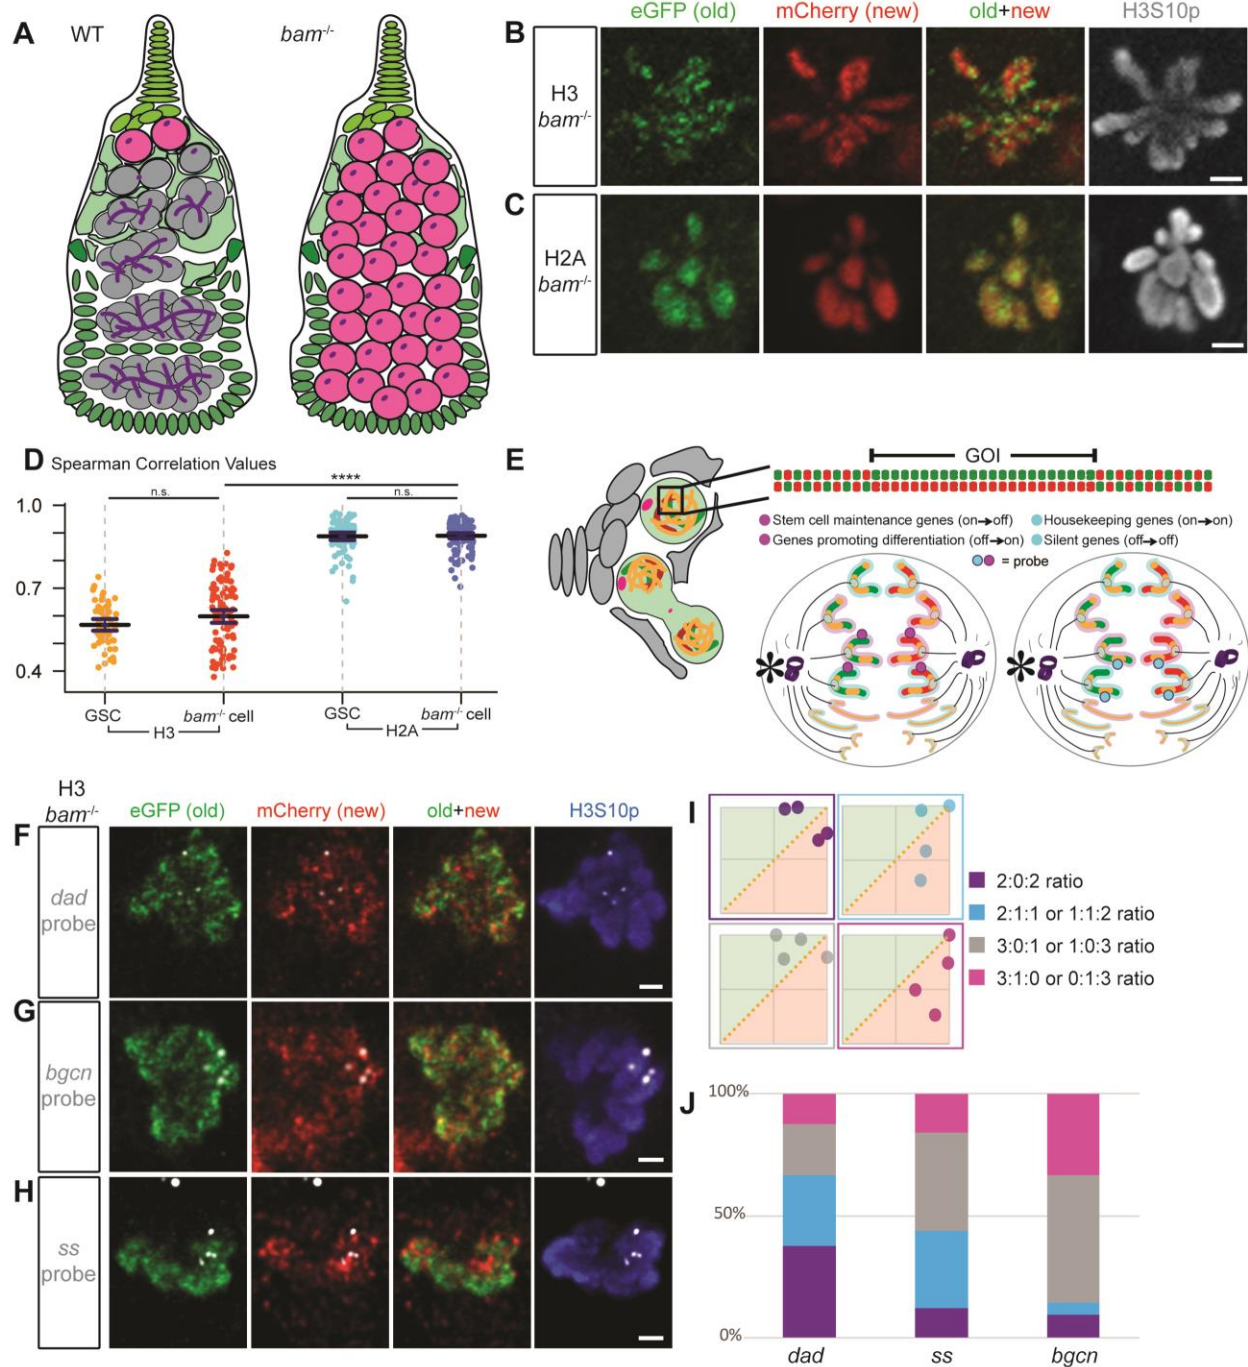 A
WT
bam-/-
B
eGFP (old)
mCherry (new)
old+new
H3S10p
H3
bam-/-
C
H2A
bam-/-
D
Spearman Correlation Values
n.s.
****
n.s.
1.0
0.7
0.4
GSC
bam-/- cell
GSC
bam-/- cell
H3
H2A
E
GOI
Stem cell maintenance genes (on→off)
Housekeeping genes (on→on)
Genes promoting differentiation (off→on)
Silent genes (off→off)
= probe
*
*
H3
bam-/-
eGFP (old)
mCherry (new)
old+new
H3S10p
F
dad
probe
G
bgcn
probe
H
ss
probe
I
2:0:2 ratio
2:1:1 or 1:1:2 ratio
3:0:1 or 1:0:3 ratio
3:1:0 or 0:1:3 ratio
J
100%
50%
0%
dad
ss
bgcn